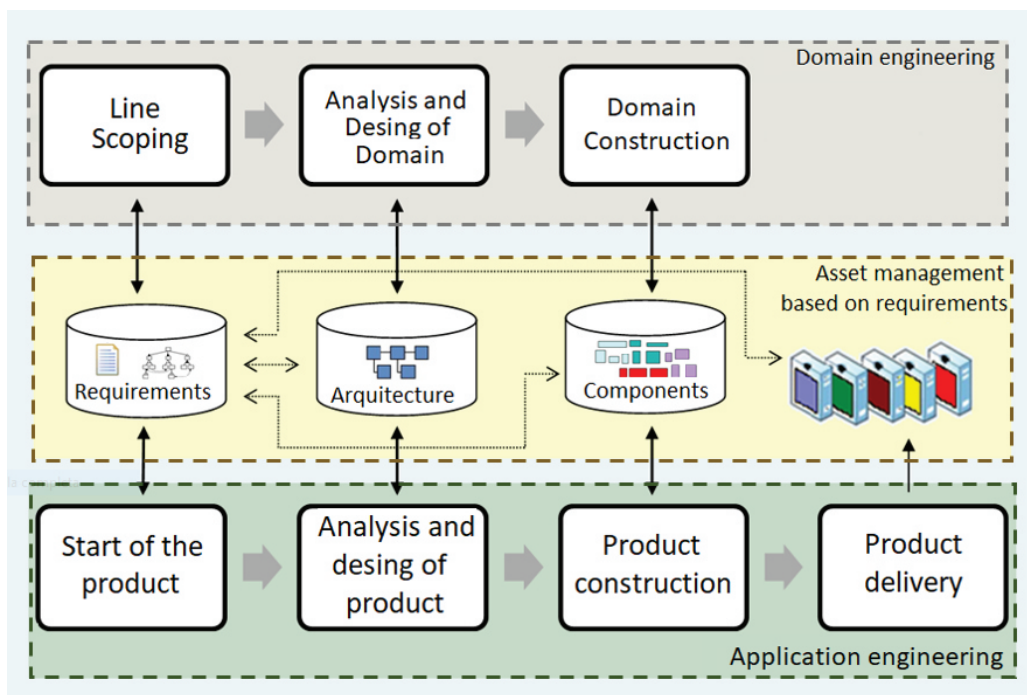 Domain engineering
Line
Scoping
Analysis and
Desing of
Domain
Domain
Construction
Asset management
based on requirements
Requirements
Arquitecture
Components
Start of the
product
Analysis and
desing of
product
Product
construction
Product
delivery
Application engineering